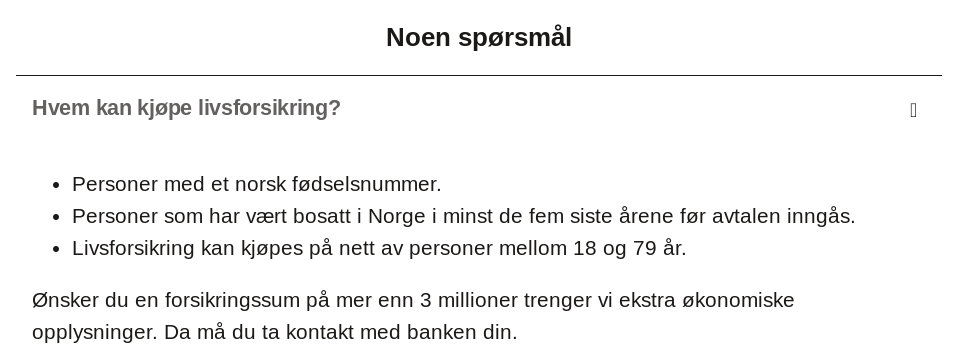 Noen spørsmål
Hvem kan kjøpe livsforsikring?
• Personer med et norsk fødselsnummer.
• Personer som har vært bosatt i Norge i minst de fem siste årene før avtalen inngås.
• Livsforsikring kan kjøpes på nett av personer mellom 18 og 79 år.
Ønsker du en forsikringssum på mer enn 3 millioner trenger vi ekstra økonomiske
opplysninger. Da må du ta kontakt med banken din.